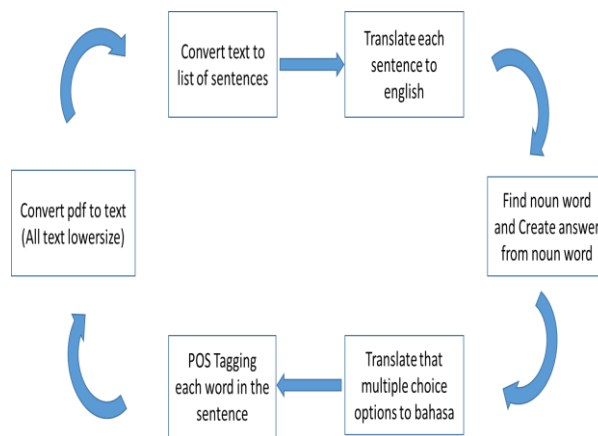 Convert text to
list of sentences
Translate each
sentence to
english
Convert pdf to text
(All text lowersize)
Find noun word
and Create answer
from noun word
POS Tagging
each word in the
sentence
Translate that
multiple choice
options to bahasa